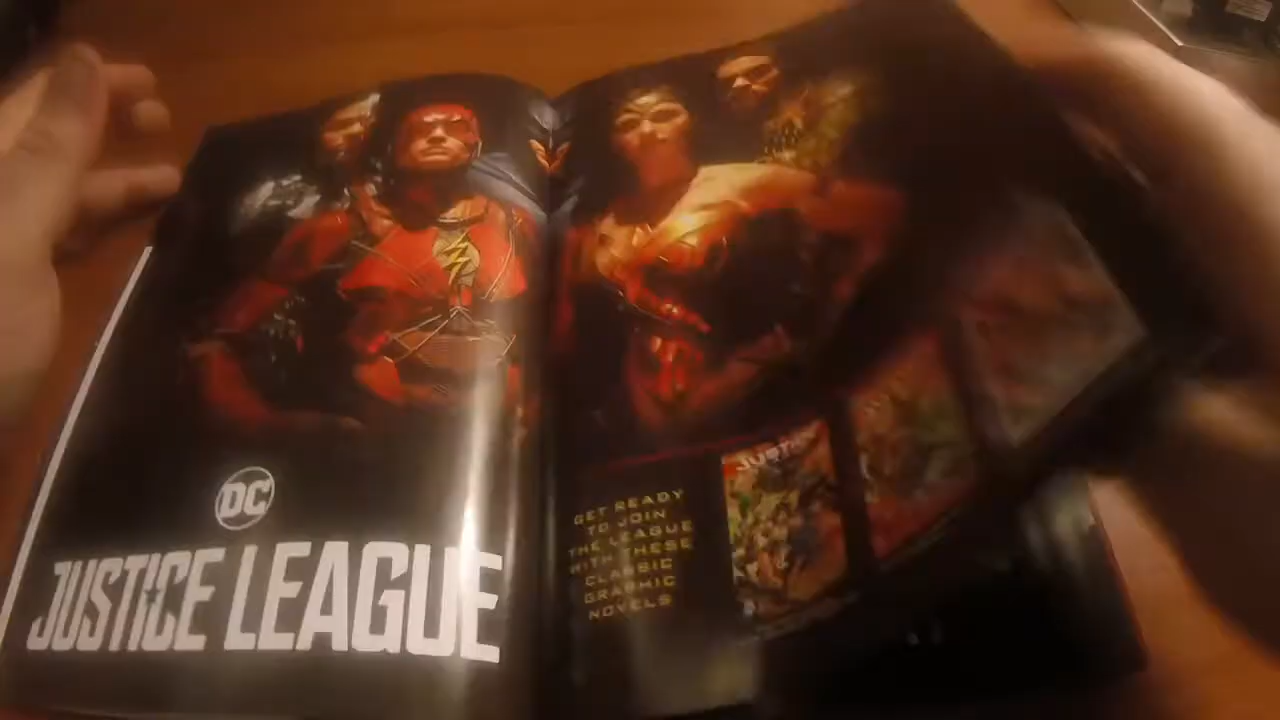 DC
JUSTICE LEAGUE
GET READY
TO JOIN
THE LEAGUE
WITH THESE
CLASSIC
GRAPHIC
NOVELS